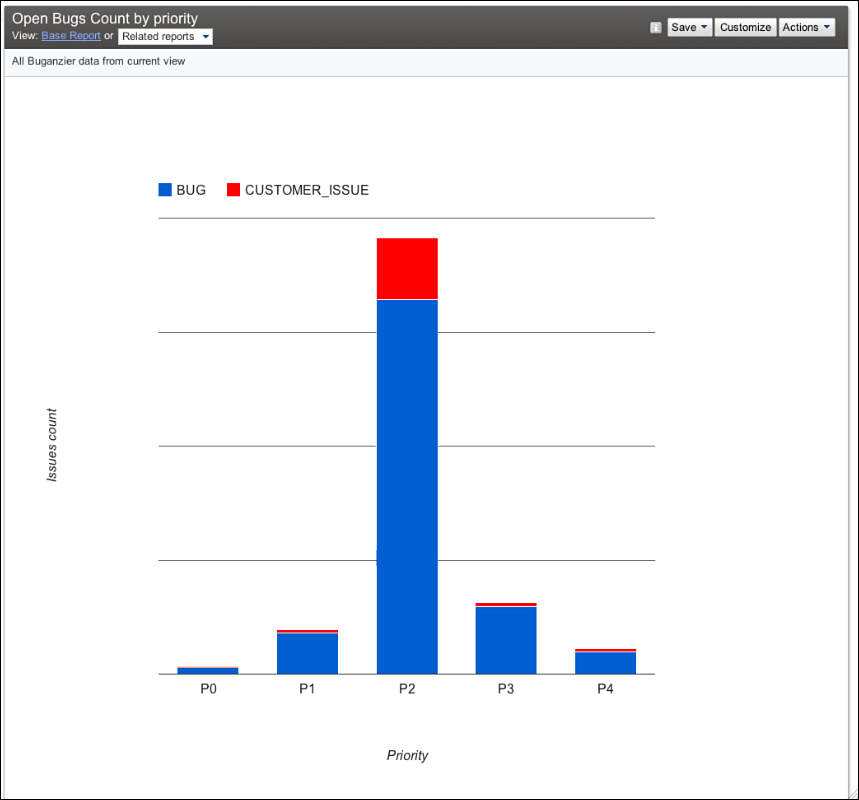 Open Bugs Count by priority
View: Base Report or Related reports
Save Customize Actions
All Buganzier data from current view
BUG CUSTOMER_ISSUE
Issues count
P0 P1 P2 P3 P4
Priority